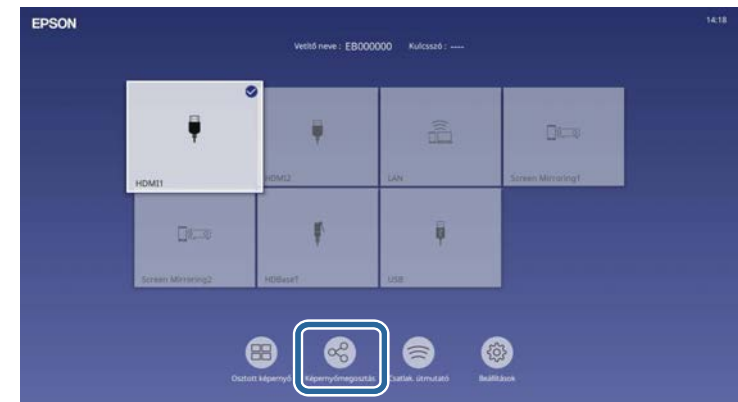 EPSON
14:18
Vetítő neve : EB000000 Kulcsszó : ----
HDMI1
HDMI2
LAN
Screen Mirroring1
Screen Mirroring2
HDBaseT
USB
Osztott képernyő
Képernyőmegosztás
Csatlak. útmutató
Beállítások